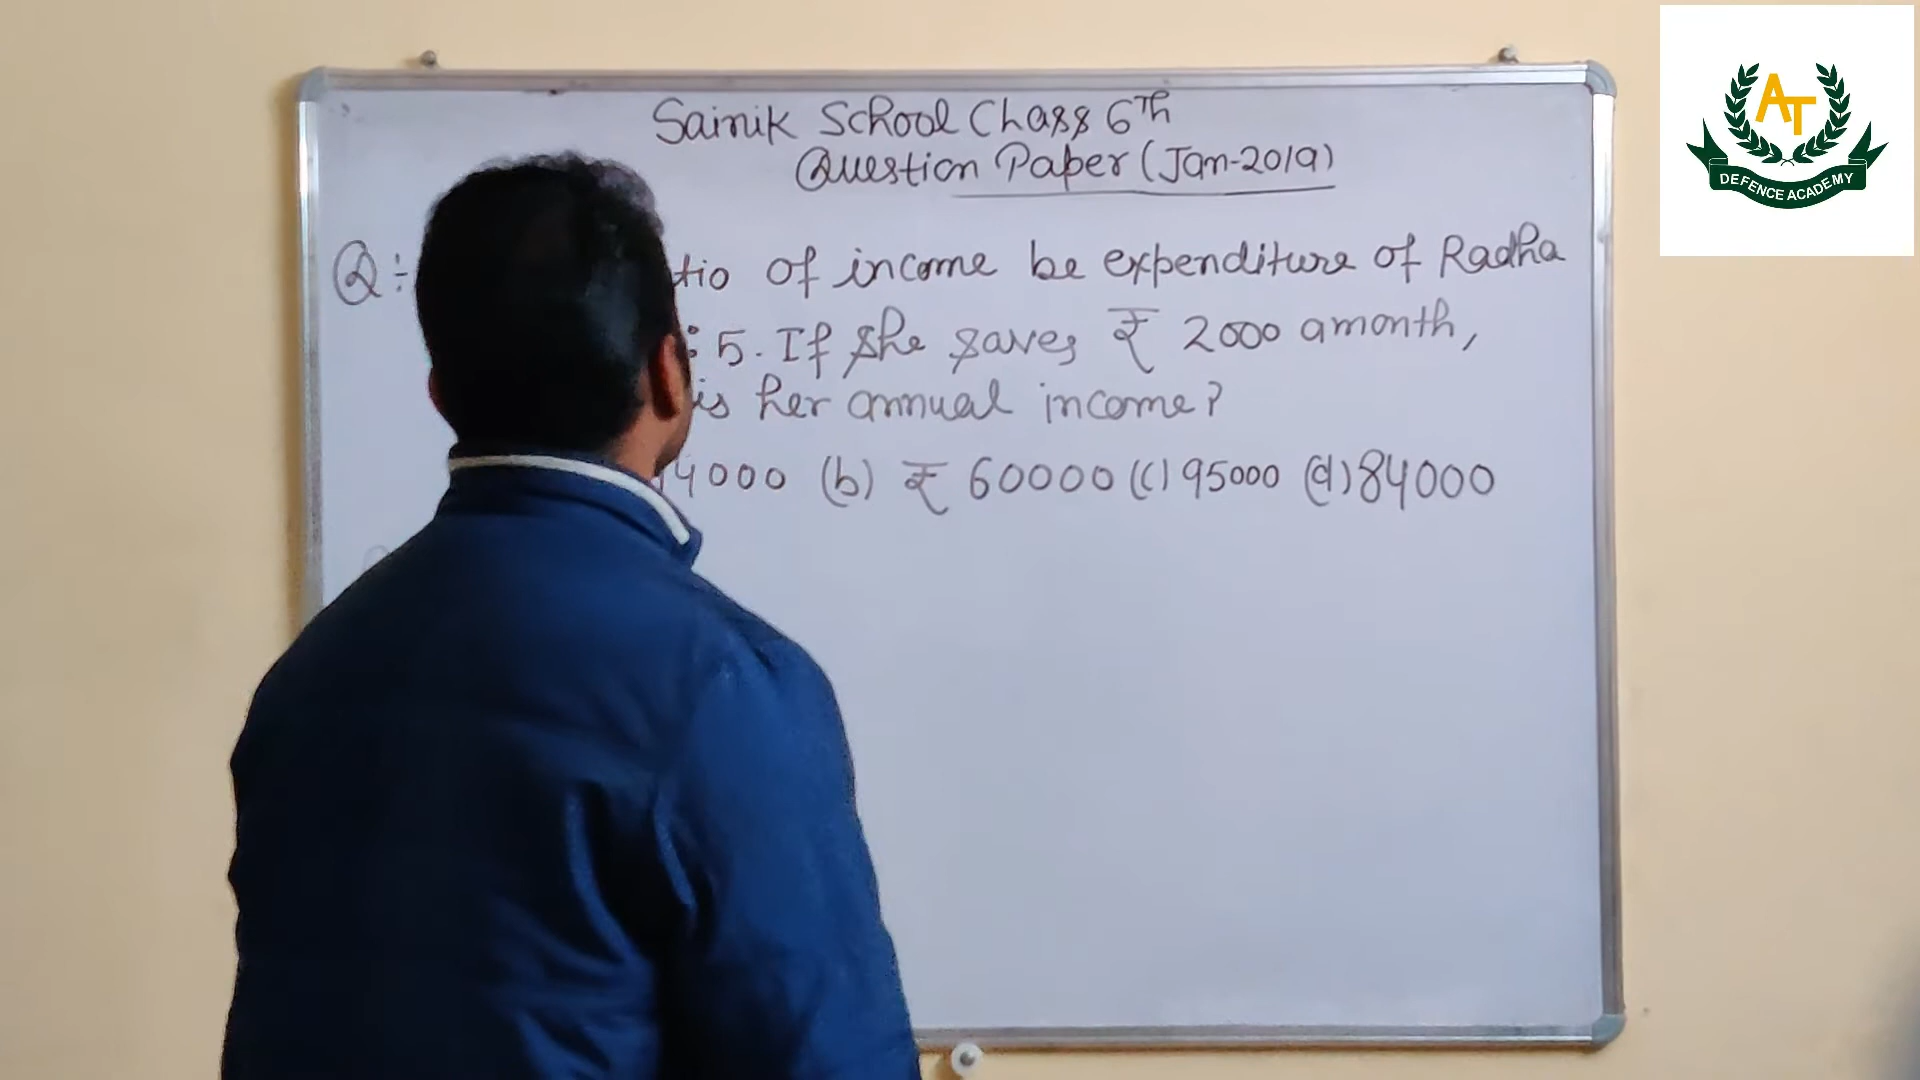 Sainik School Class 6Th
Question Paper (Jan-2019)
Q:- tio of income be expenditure of Radha
: 5. If she saves ₹ 2000 a month,
is her annual income?
4000 (b) ₹ 60000 (c) 95000 (d) 84000
AT
DEFENCE ACADEMY